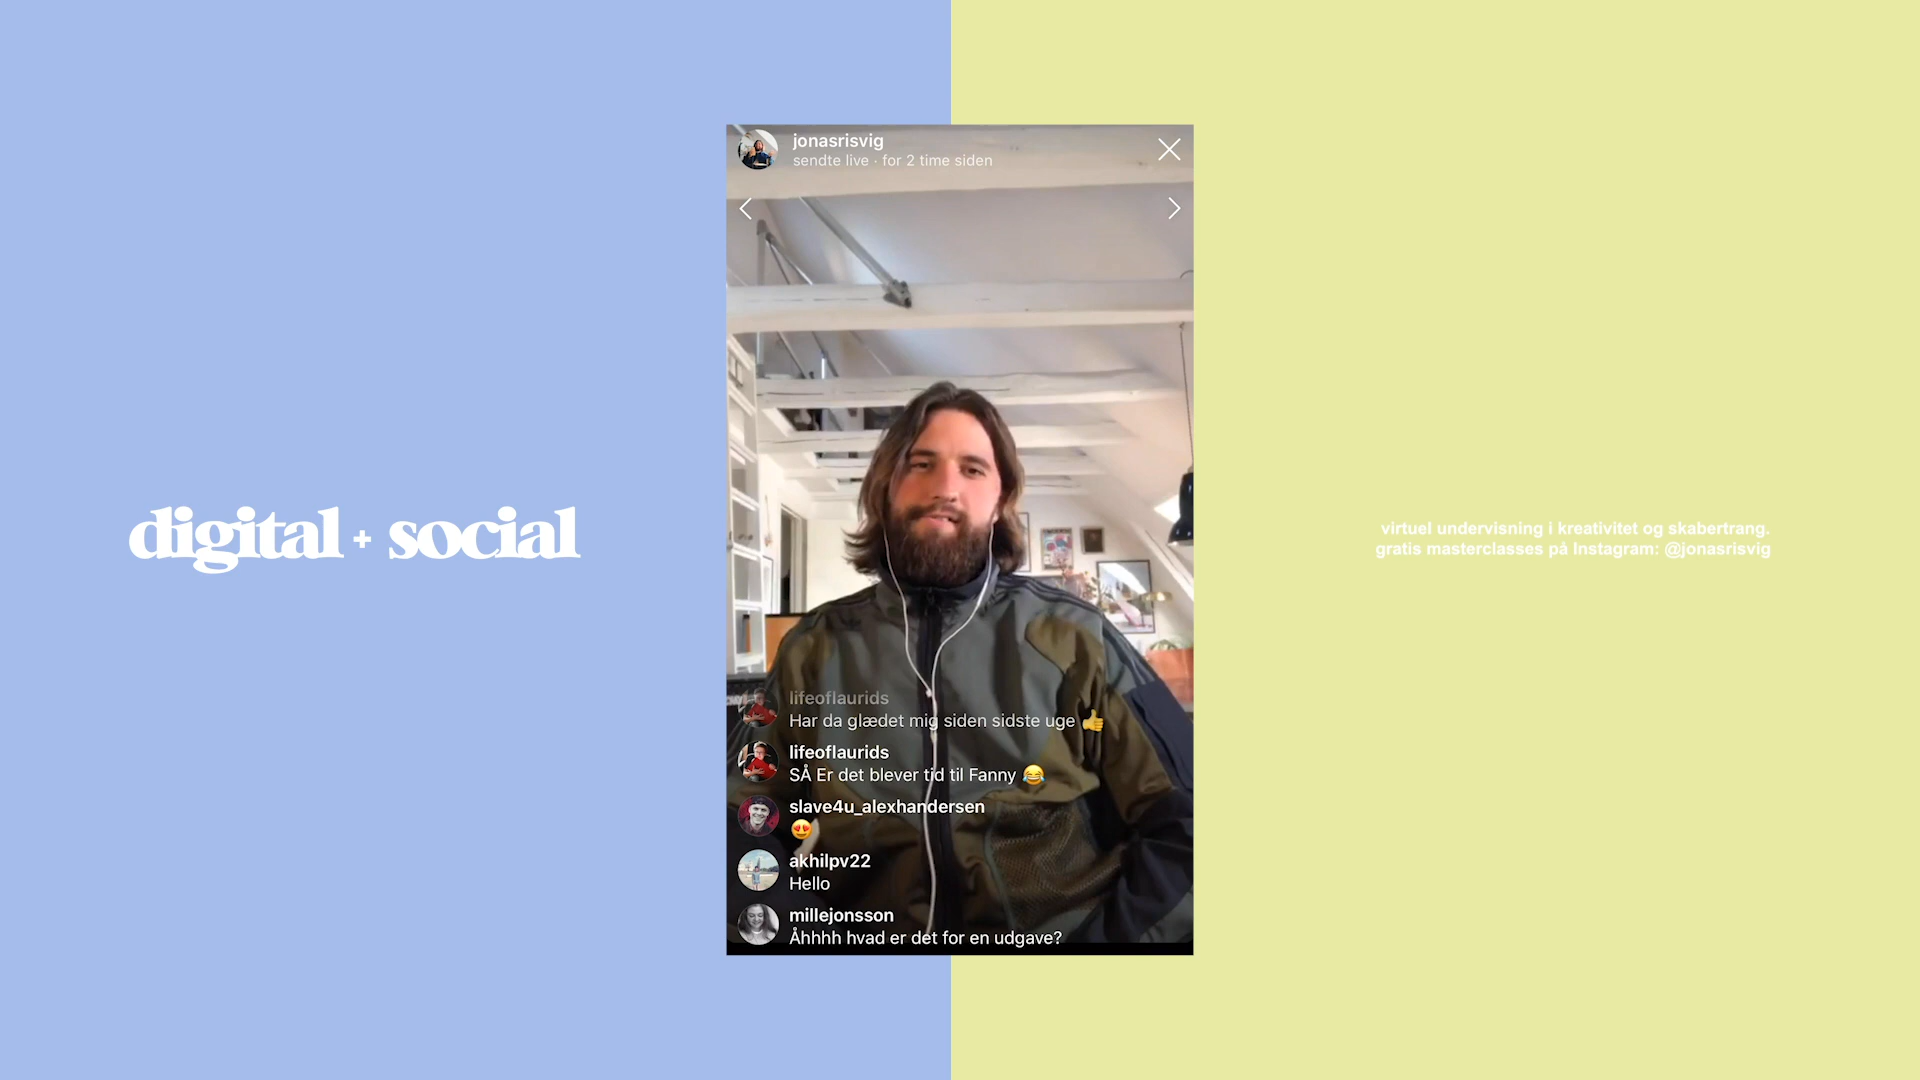 digital + social
jonasrisvig
sendte live · for 2 time siden
lifeoflaurids
Har da glædet mig siden sidste uge 👍
lifeoflaurids
SÅ Er det blever tid til Fanny 😂
slave4u_alexhandersen
😍
akhilpv22
Hello
millejonsson
Åhhhh hvad er det for en udgave?
virtuel undervisning i kreativitet og skabertrang.
gratis masterclasses på Instagram: @jonasrisvig